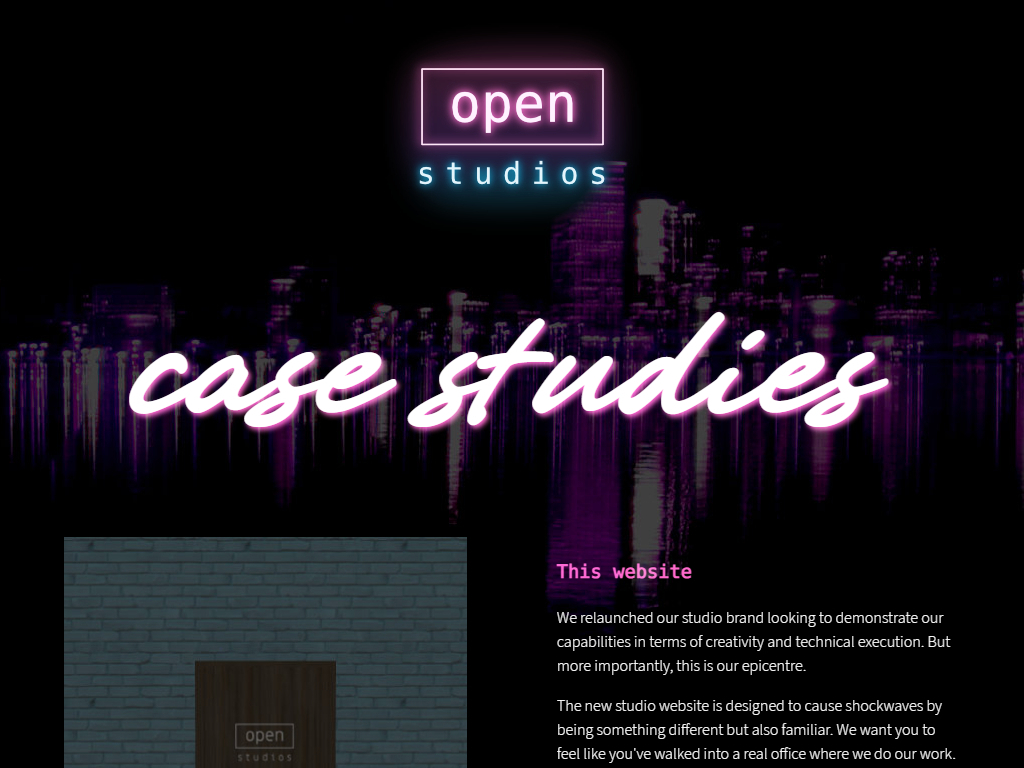 open
studios
case studies
This website
We relaunched our studio brand looking to demonstrate our
capabilities in terms of creativity and technical execution. But
more importantly, this is our epicentre.
The new studio website is designed to cause shockwaves by
being something different but also familiar. We want you to
feel like you've walked into a real office where we do our work.
open
studios